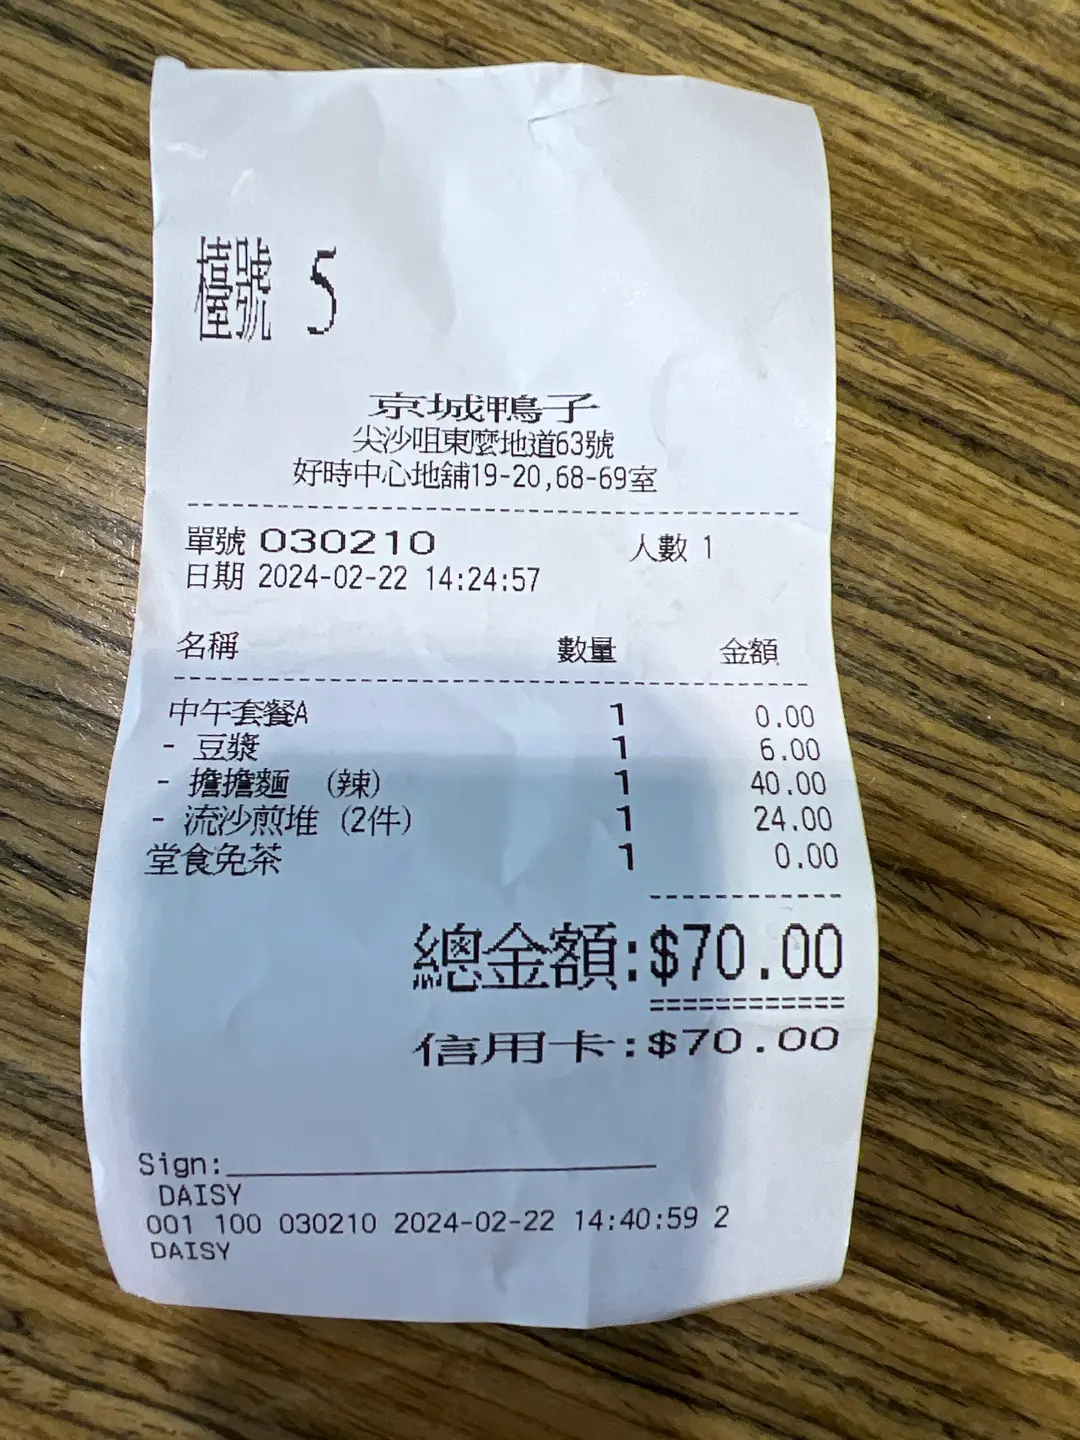 檯號 5
京城鴨子
尖沙咀東麼地道63號
好時中心地舖19-20,68-69室
單號 030210 人數 1
日期 2024-02-22 14:24:57
名稱 數量 金額
中午套餐A 1 0.00
- 豆漿 1 6.00
- 擔擔麵 (辣) 1 40.00
- 流沙煎堆 (2件) 1 24.00
堂食免茶 1 0.00
總金額:$70.00
信用卡:$70.00
Sign:
DAISY
001 100 030210 2024-02-22 14:40:59 2
DAISY